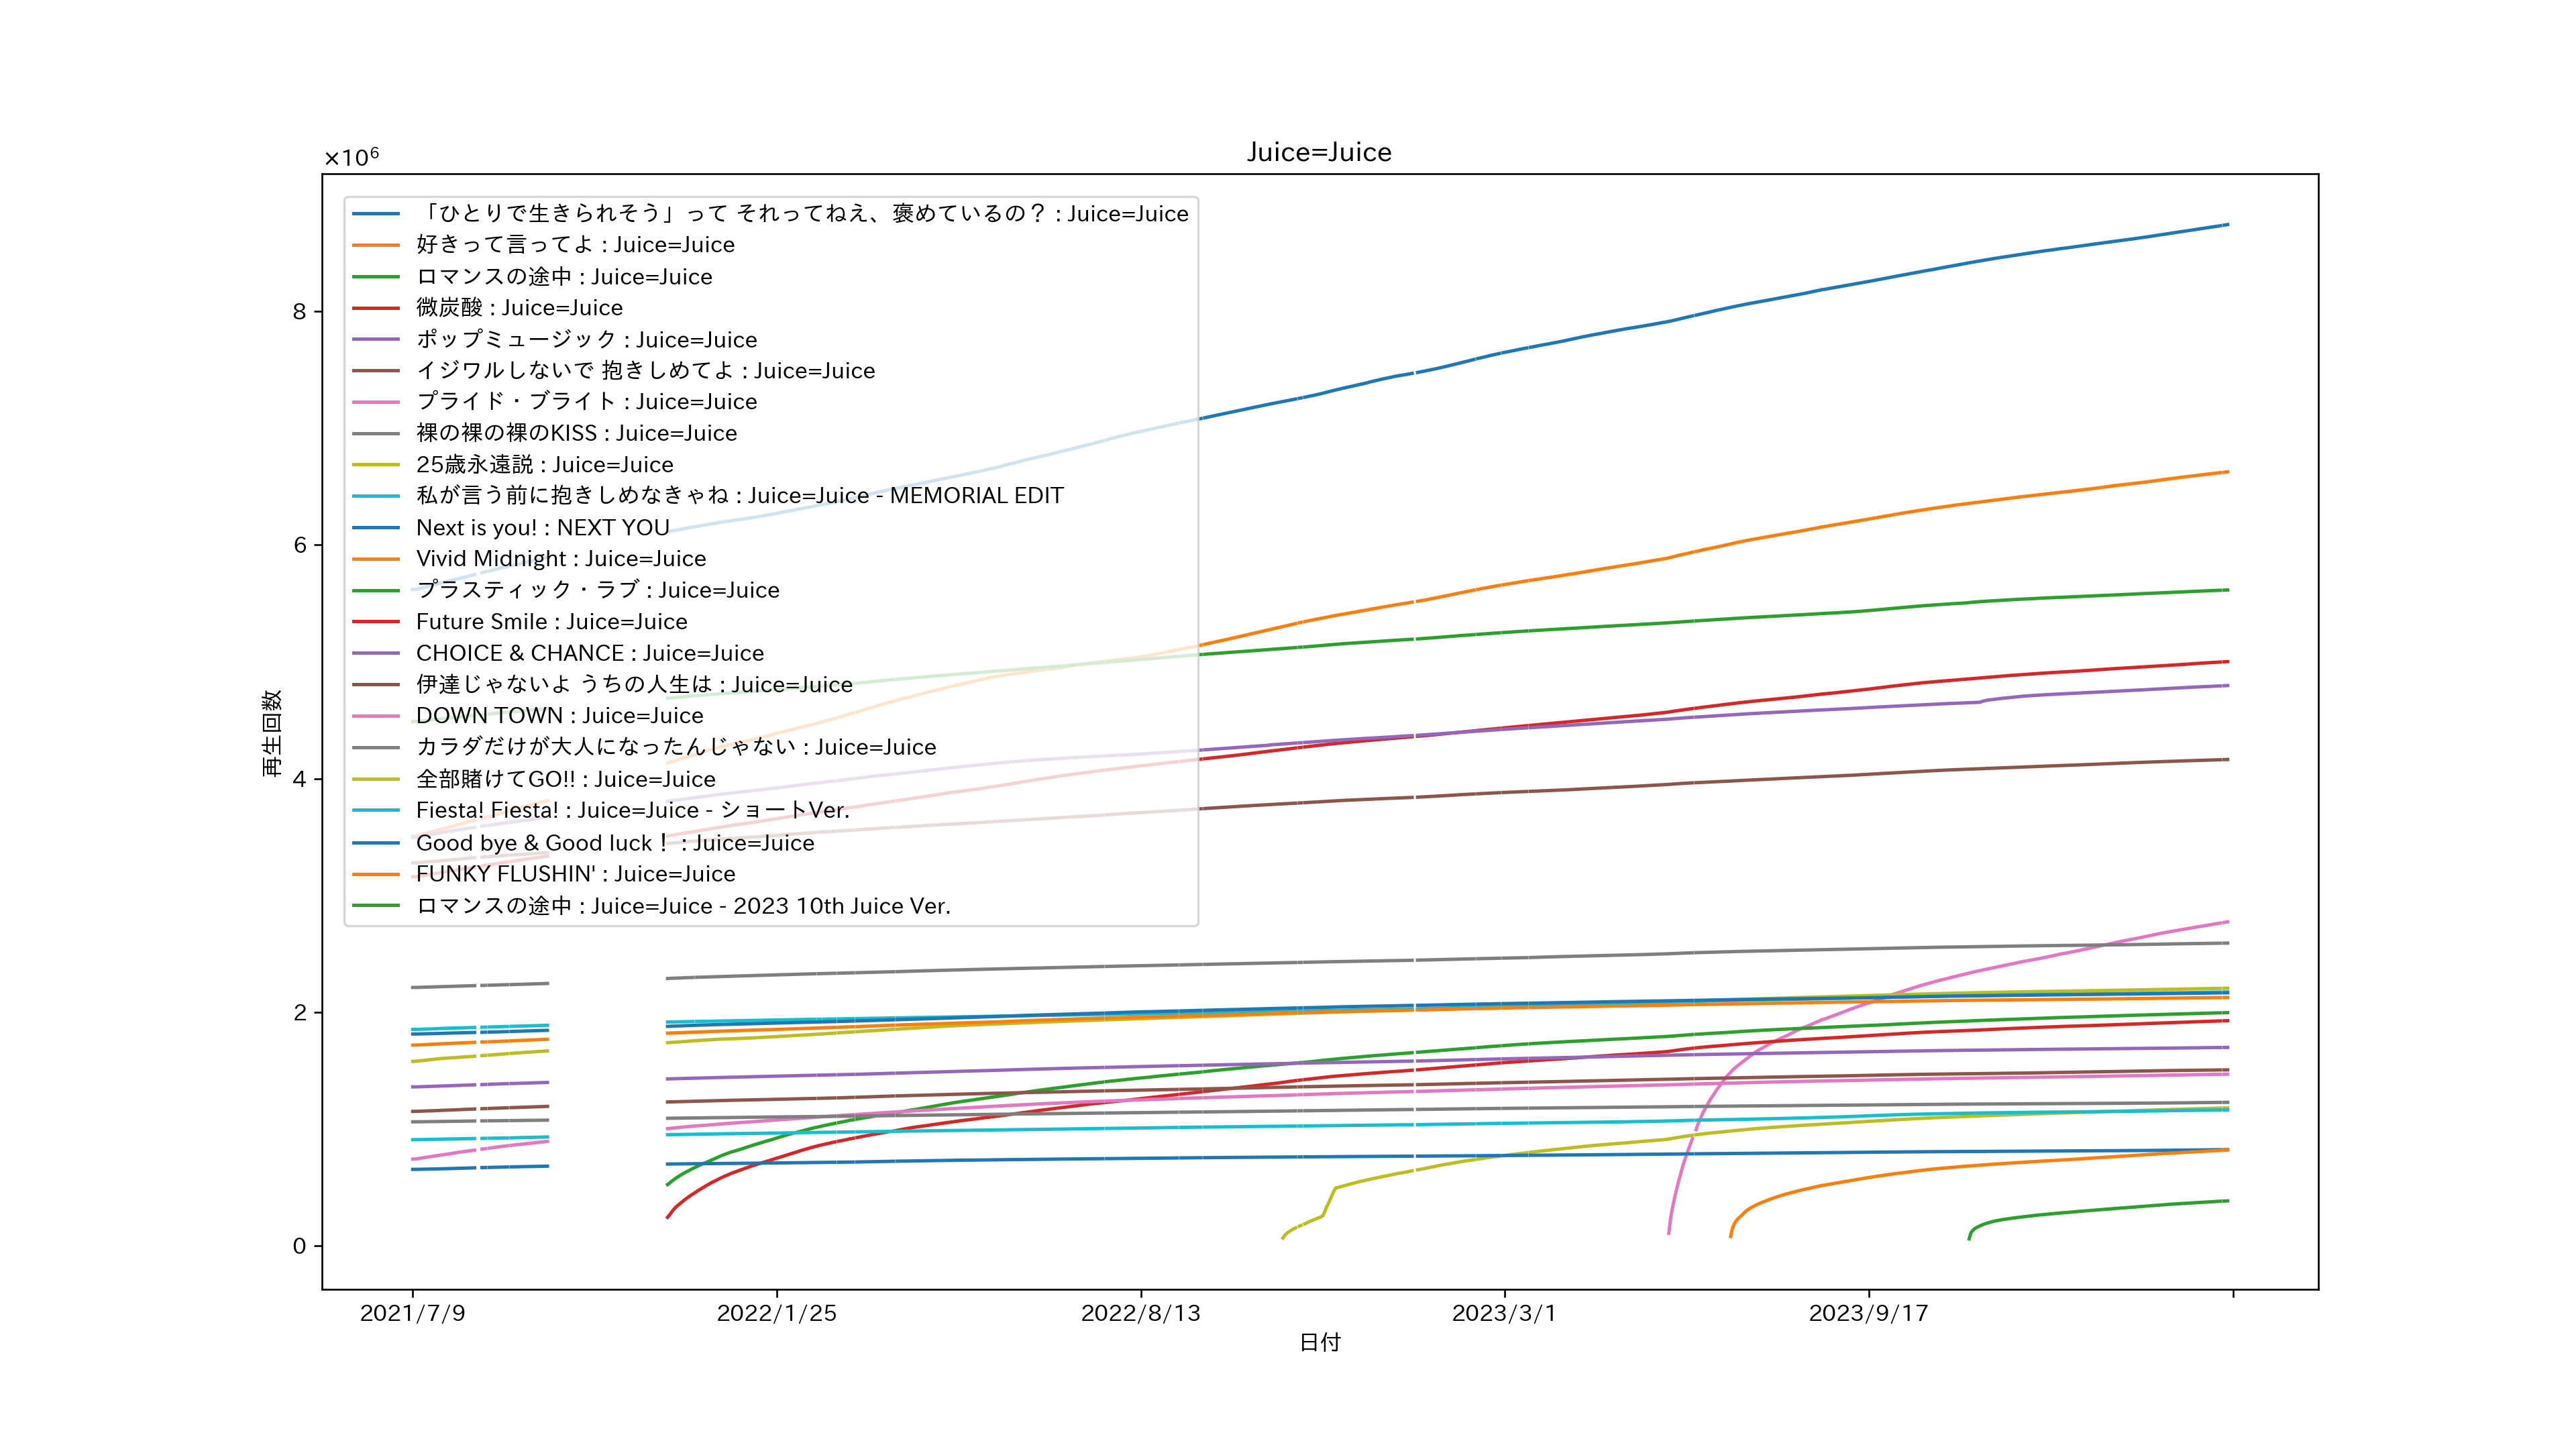 Juice=Juice
×10⁶
「ひとりで生きられそう」って それってねえ、褒めているの？ : Juice=Juice
好きって言ってよ : Juice=Juice
ロマンスの途中 : Juice=Juice
微炭酸 : Juice=Juice
ポップミュージック : Juice=Juice
イジワルしないで 抱きしめてよ : Juice=Juice
プライド・ブライト : Juice=Juice
裸の裸の裸のKISS : Juice=Juice
25歳永遠説 : Juice=Juice
私が言う前に抱きしめなきゃね : Juice=Juice - MEMORIAL EDIT
Next is you! : NEXT YOU
Vivid Midnight : Juice=Juice
プラスティック・ラブ : Juice=Juice
Future Smile : Juice=Juice
CHOICE & CHANCE : Juice=Juice
伊達じゃないよ うちの人生は : Juice=Juice
DOWN TOWN : Juice=Juice
カラダだけが大人になったんじゃない : Juice=Juice
全部賭けてGO!! : Juice=Juice
Fiesta! Fiesta! : Juice=Juice - ショートVer.
Good bye & Good luck！ : Juice=Juice
FUNKY FLUSHIN' : Juice=Juice
ロマンスの途中 : Juice=Juice - 2023 10th Juice Ver.
8
6
4
2
0
再生回数
2021/7/9
2022/1/25
2022/8/13
2023/3/1
2023/9/17
日付